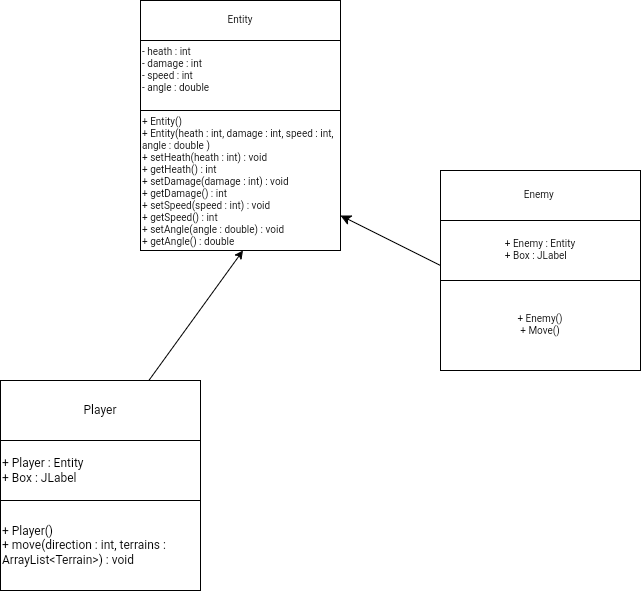 Entity
- heath : int
- damage : int
- speed : int
- angle : double
+ Entity()
+ Entity(heath : int, damage : int, speed : int,
angle : double )
+ setHeath(heath : int) : void
+ getHeath() : int
+ setDamage(damage : int) : void
+ getDamage() : int
+ setSpeed(speed : int) : void
+ getSpeed() : int
+ setAngle(angle : double) : void
+ getAngle() : double
Enemy
+ Enemy : Entity
+ Box : JLabel
+ Enemy()
+ Move()
Player
+ Player : Entity
+ Box : JLabel
+ Player()
+ move(direction : int, terrains :
ArrayList<Terrain>) : void